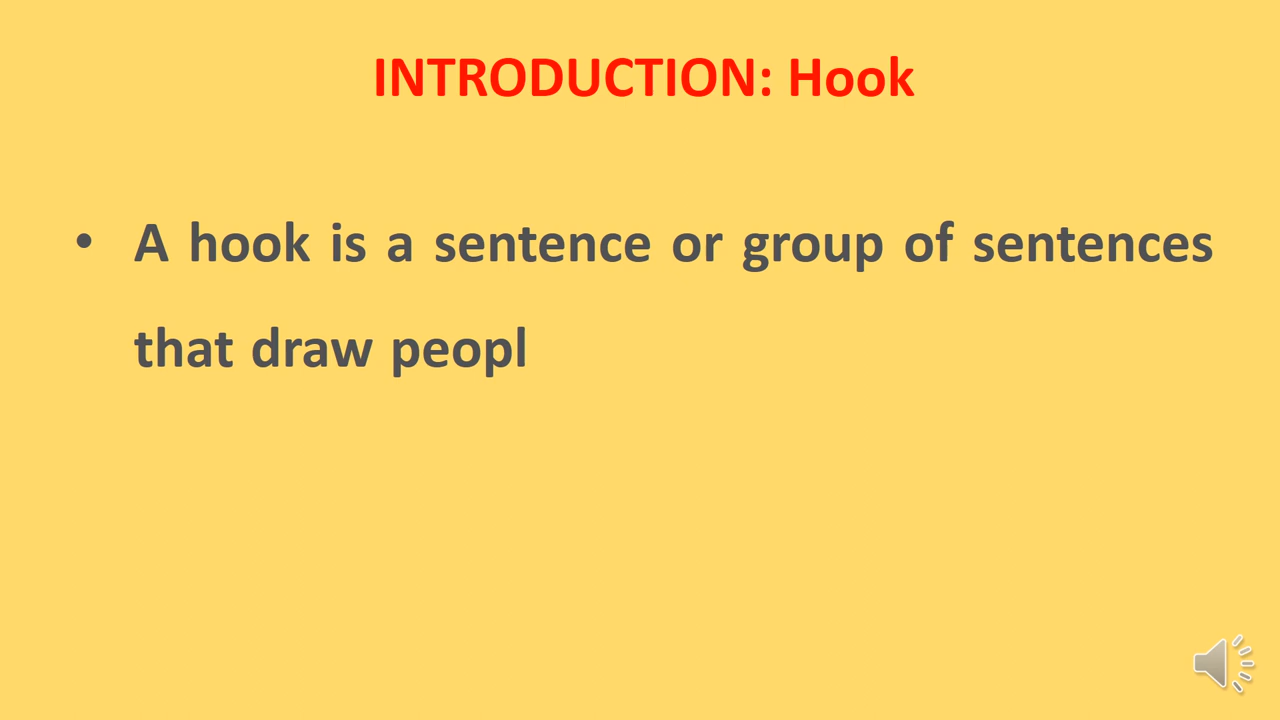 INTRODUCTION: Hook
• A hook is a sentence or group of sentences
that draw peopl